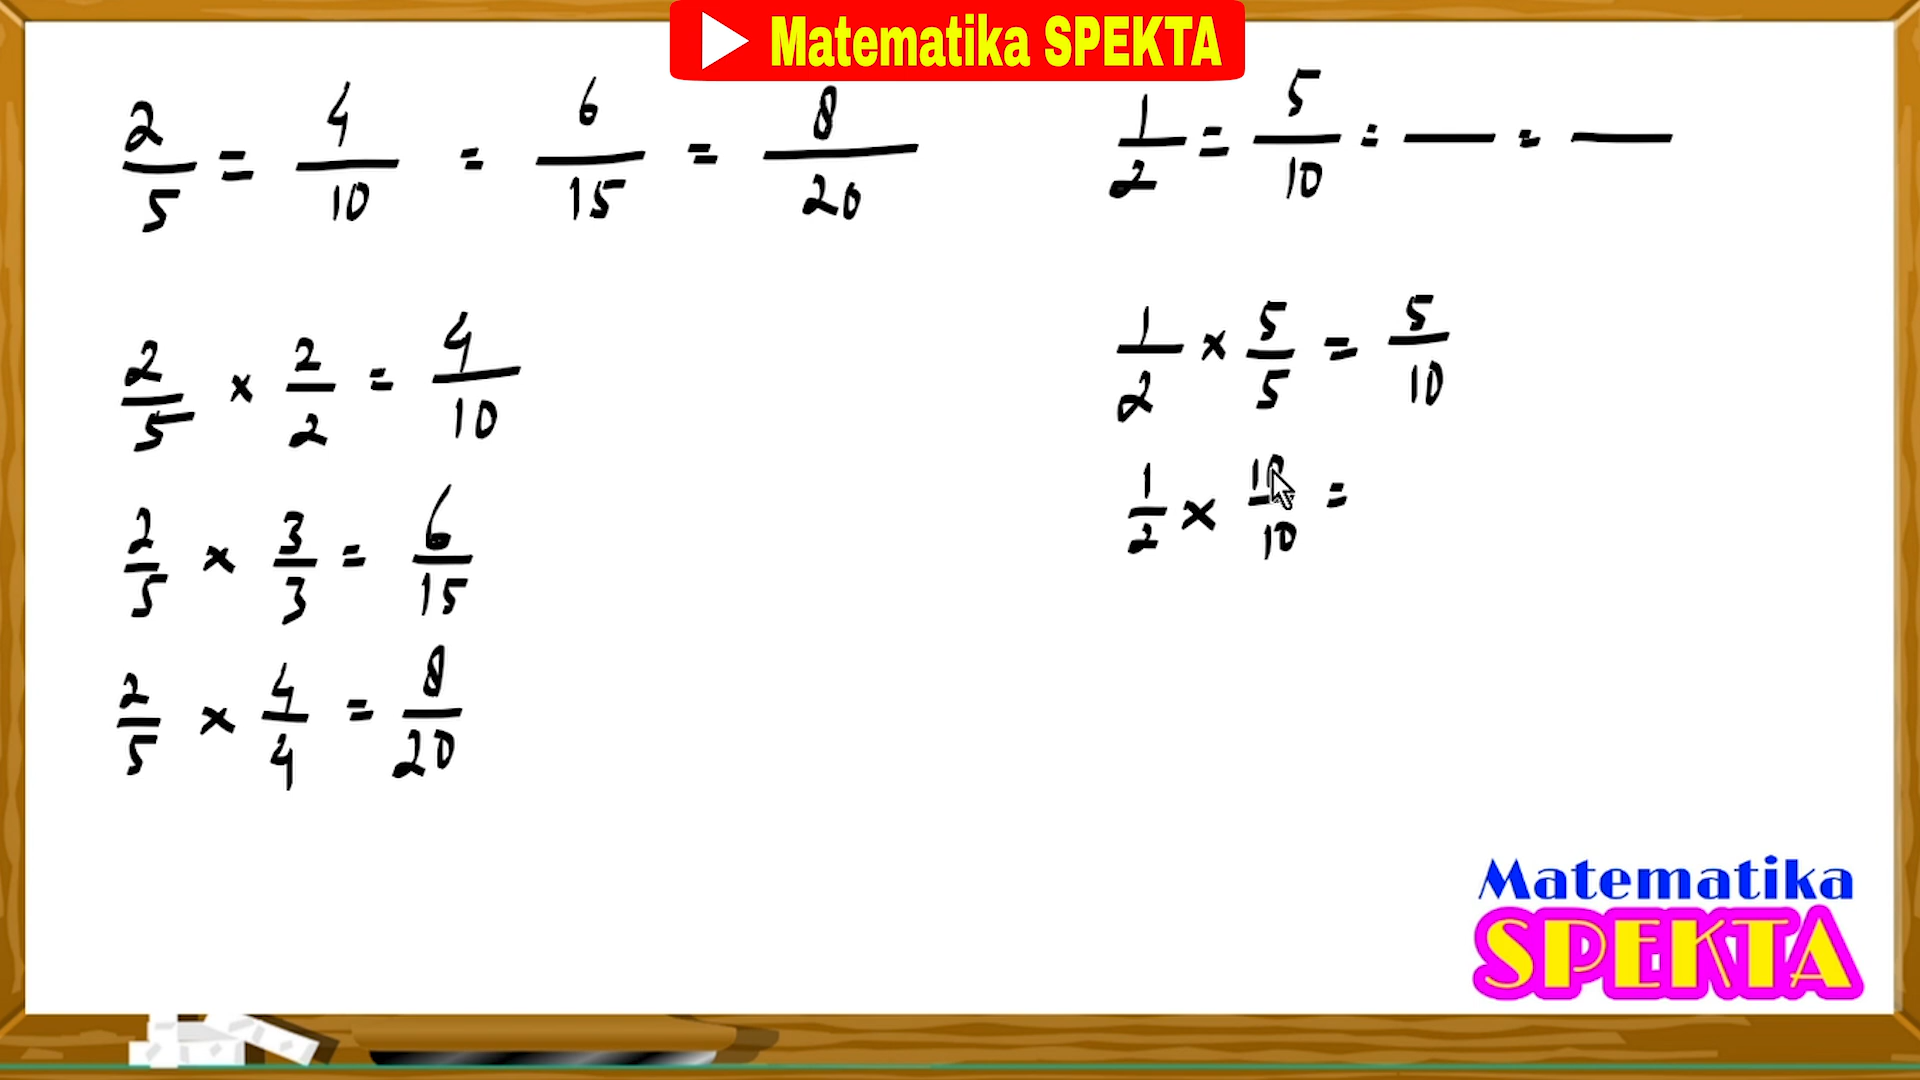 Matematika SPEKTA
2/5 = 4/10 = 6/15 = 8/20
1/2 = 5/10 = — = —
2/5 × 2/2 = 4/10
2/5 × 3/3 = 6/15
2/5 × 4/4 = 8/20
1/2 × 5/5 = 5/10
1/2 × 10/10 =
Matematika
SPEKTA